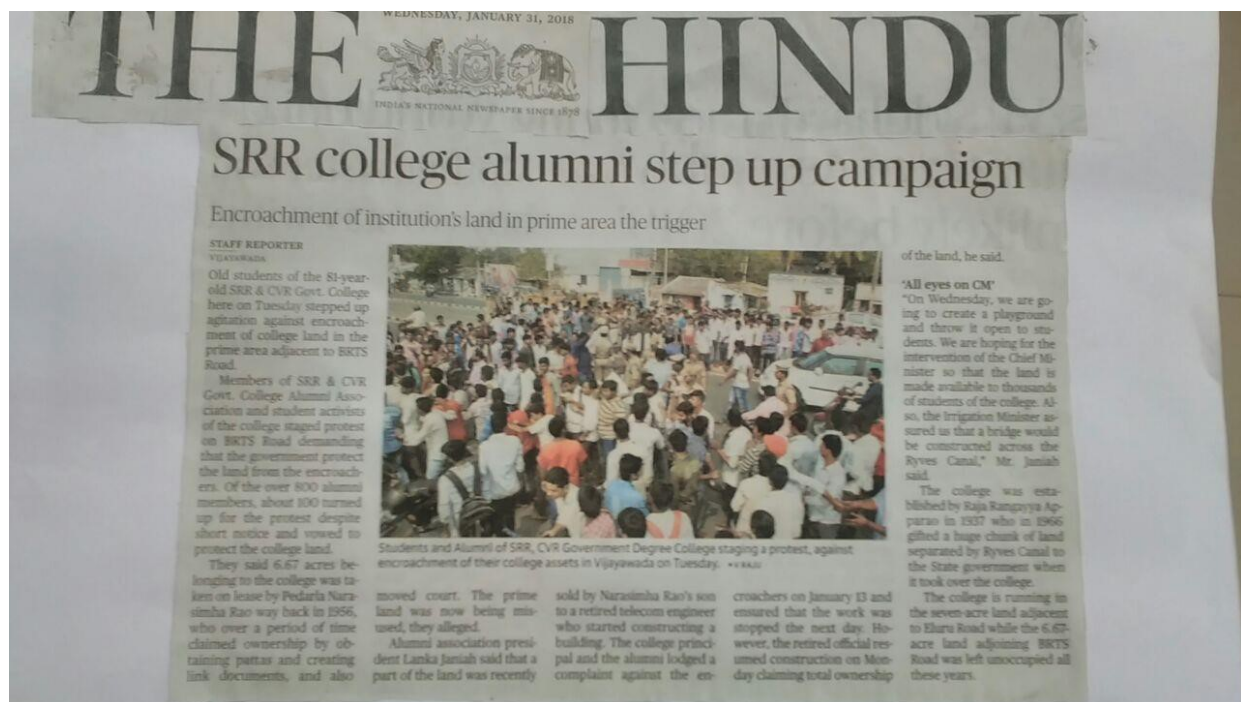 WEDNESDAY, JANUARY 31, 2018
THE HINDU
INDIA'S NATIONAL NEWSPAPER SINCE 1878
SRR college alumni step up campaign
Encroachment of institution's land in prime area the trigger
STAFF REPORTER
VIJAYAWADA
Old students of the 81-year-
old SRR & CVR Govt. College
here on Tuesday stepped up
agitation against encroach-
ment of college land in the
prime area adjacent to BRTS
Road.
Members of SRR & CVR
Govt. College Alumni Asso-
ciation and student activists
of the college staged protest
on BRTS Road demanding
that the government protect
the land from the encroach-
ers. Of the over 800 alumni
members, about 100 turned
up for the protest despite
short notice and vowed to
protect the college land.
They said 6.67 acres be-
longing to the college was ta-
ken on lease by Pedarla Nara-
simha Rao way back in 1956,
who over a period of time
claimed ownership by ob-
taining pattas and creating
link documents, and also
Students and Alumni of SRR, CVR Government Degree College staging a protest, against
encroachment of their college assets in Vijayawada on Tuesday. K RAJU
moved court. The prime
land was now being mis-
used, they alleged.
Alumni association presi-
dent Lanka Janiah said that a
part of the land was recently
sold by Narasimha Rao's son
to a retired telecom engineer
who started constructing a
building. The college princi-
pal and the alumni lodged a
complaint against the en-
croachers on January 13 and
ensured that the work was
stopped the next day. Ho-
wever, the retired official res-
umed construction on Mon-
day claiming total ownership
of the land, he said.
'All eyes on CM'
"On Wednesday, we are go-
ing to create a playground
and throw it open to stu-
dents. We are hoping for the
intervention of the Chief Mi-
nister so that the land is
made available to thousands
of students of the college. Al-
so, the Irrigation Minister as-
sured us that a bridge would
be constructed across the
Ryves Canal," Mr. Janiah
said.
The college was esta-
blished by Raja Rangayya Ap-
parao in 1937 who in 1966
gifted a huge chunk of land
separated by Ryves Canal to
the State government when
it took over the college.
The college is running in
the seven-acre land adjacent
to Eluru Road while the 6.67-
acre land adjoining BRTS
Road was left unoccupied all
these years.